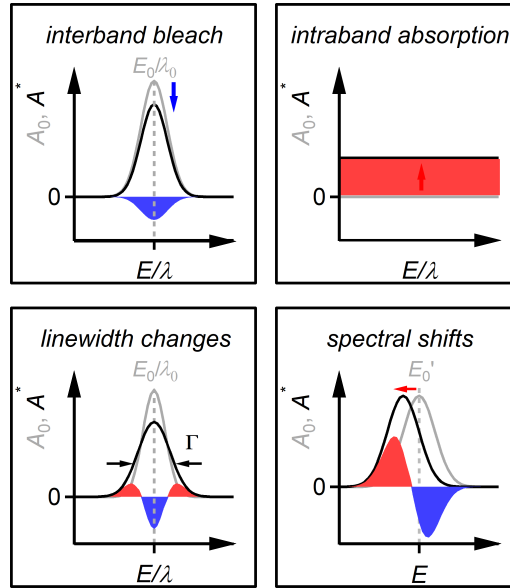 interband bleach
E₀/λ₀
A₀, A*
0
E/λ
intraband absorption
A₀, A*
0
E/λ
linewidth changes
E₀/λ₀
A₀, A*
Γ
0
E/λ
spectral shifts
E₀'
A₀, A*
0
E